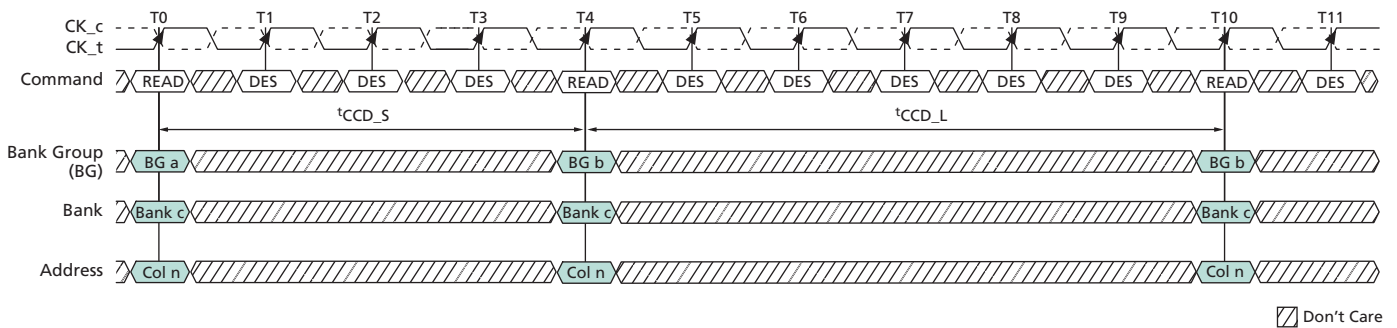 T0 T1 T2 T3 T4 T5 T6 T7 T8 T9 T10 T11
CK_c
CK_t
Command READ DES DES DES READ DES DES DES DES DES READ DES
tCCD_S tCCD_L
Bank Group (BG) BG a BG b BG b
Bank Bank c Bank c Bank c
Address Col n Col n Col n
Don't Care